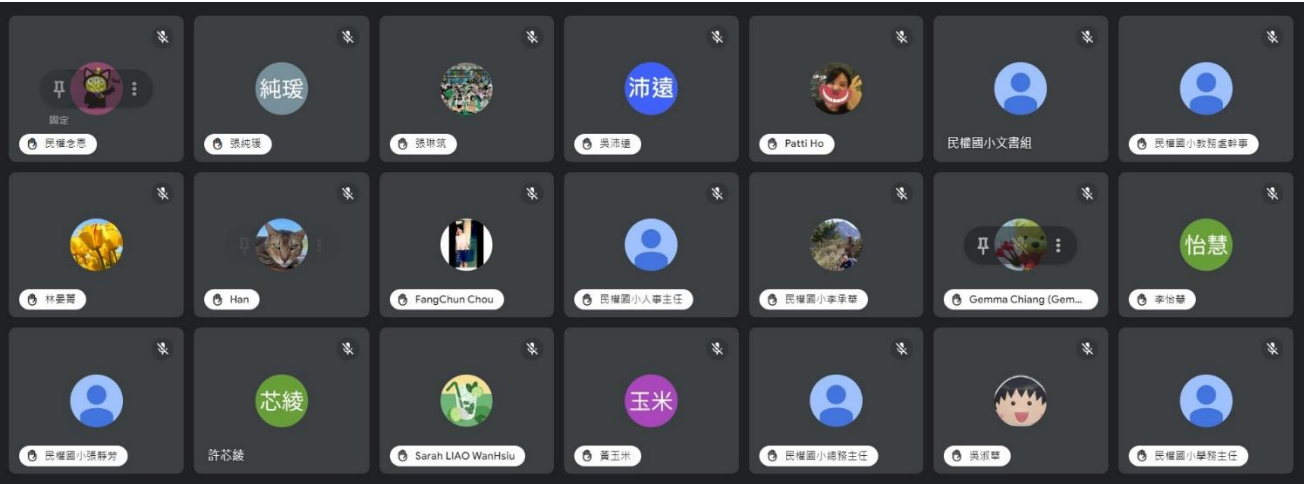 固定
民權念恩
純瑗
張純瑗
張琳筑
沛遠
吳沛遠
Patti Ho
民權國小文書組
民權國小教務處幹事
林晏菁
Han
FangChun Chou
民權國小人事主任
民權國小李承華
Gemma Chiang (Gem...
怡慧
李怡慧
民權國小張靜芳
芯綾
許芯綾
Sarah LIAO WanHsiu
玉米
黃玉米
民權國小總務主任
吳淑華
民權國小學務主任